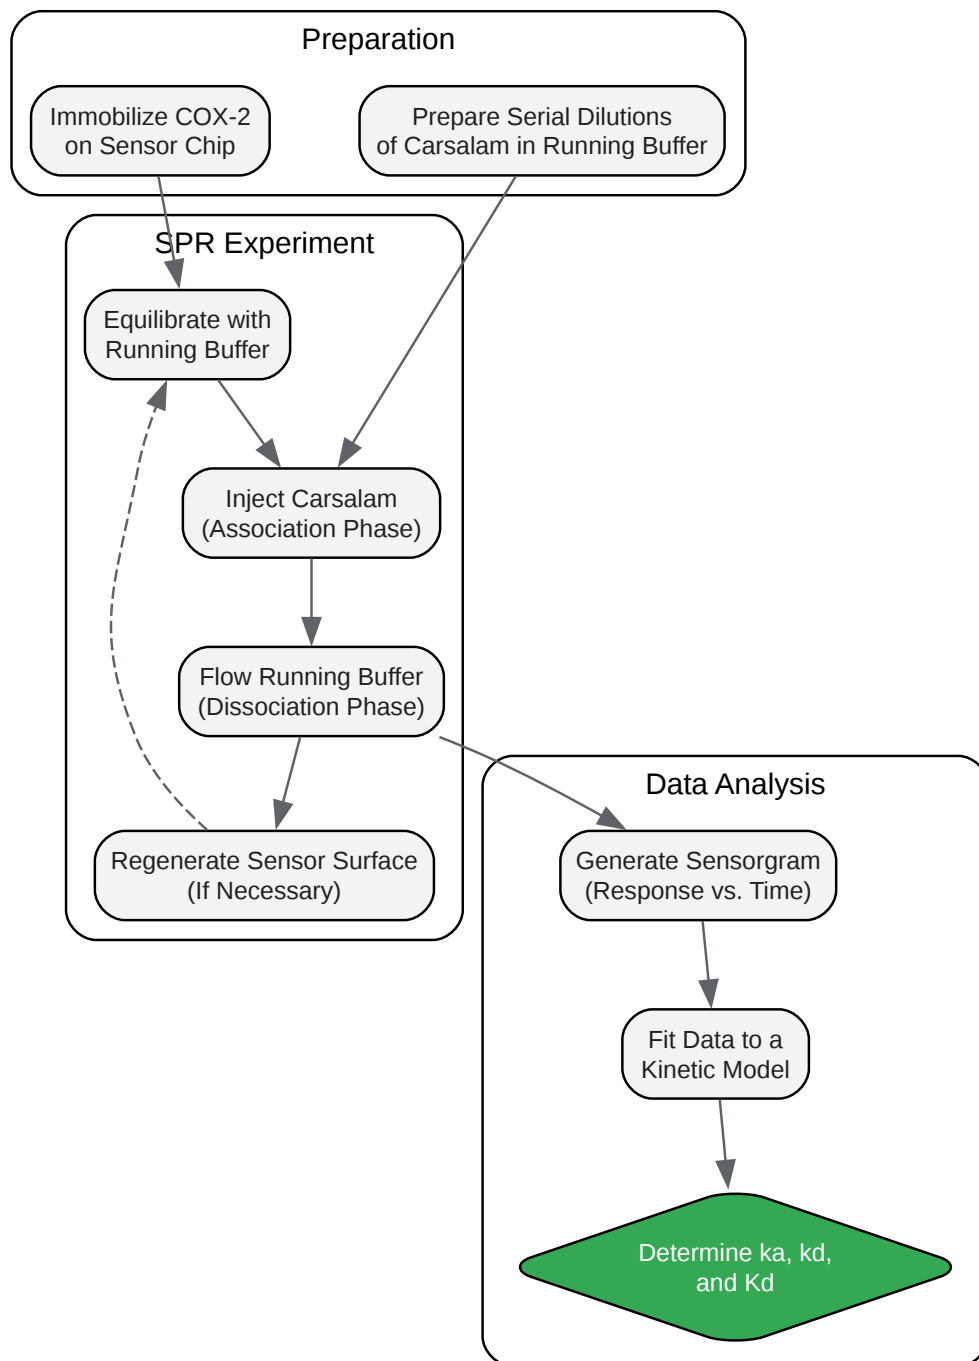 Preparation
Immobilize COX-2
on Sensor Chip
Prepare Serial Dilutions
of Carsalam in Running Buffer
SPR Experiment
Equilibrate with
Running Buffer
Inject Carsalam
(Association Phase)
Flow Running Buffer
(Dissociation Phase)
Regenerate Sensor Surface
(If Necessary)
Data Analysis
Generate Sensorgram
(Response vs. Time)
Fit Data to a
Kinetic Model
Determine ka, kd,
and Kd